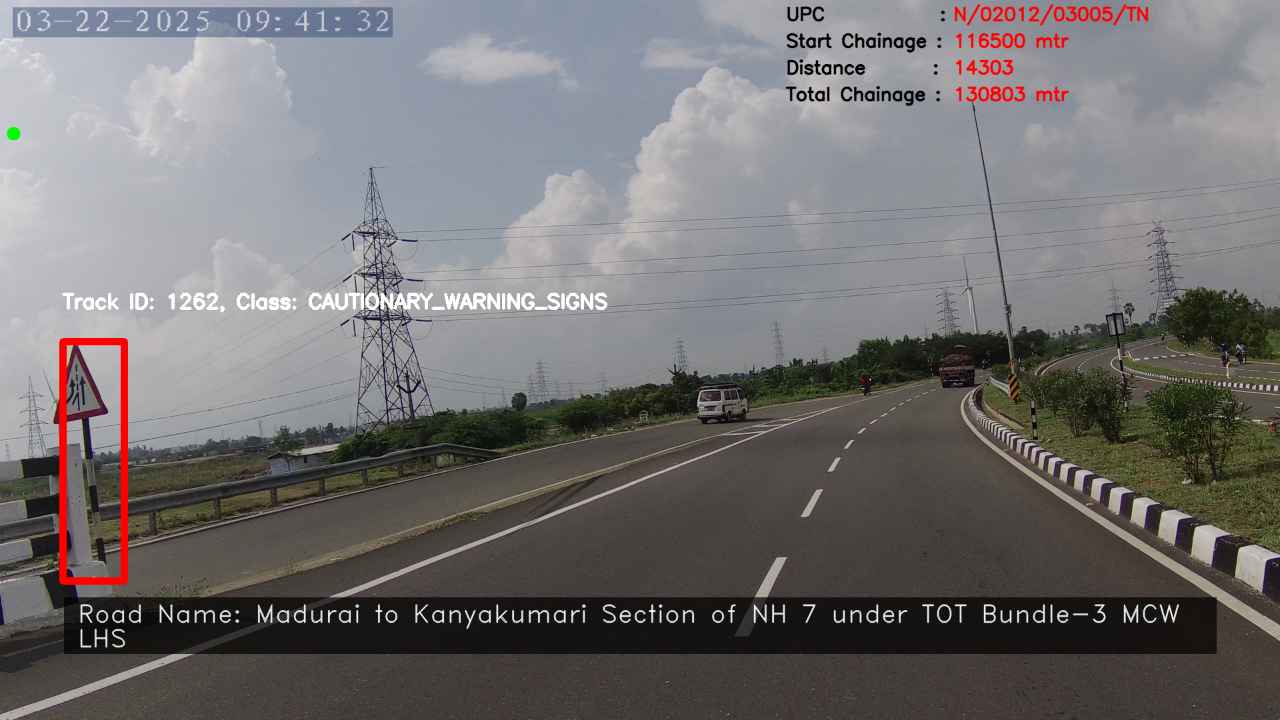 03-22-2025 09:41:32
UPC : N/02012/03005/TN
Start Chainage : 116500 mtr
Distance : 14303
Total Chainage : 130803 mtr
Track ID: 1262, Class: CAUTIONARY_WARNING_SIGNS
Road Name: Madurai to Kanyakumari Section of NH 7 under TOT Bundle-3 MCW
LHS